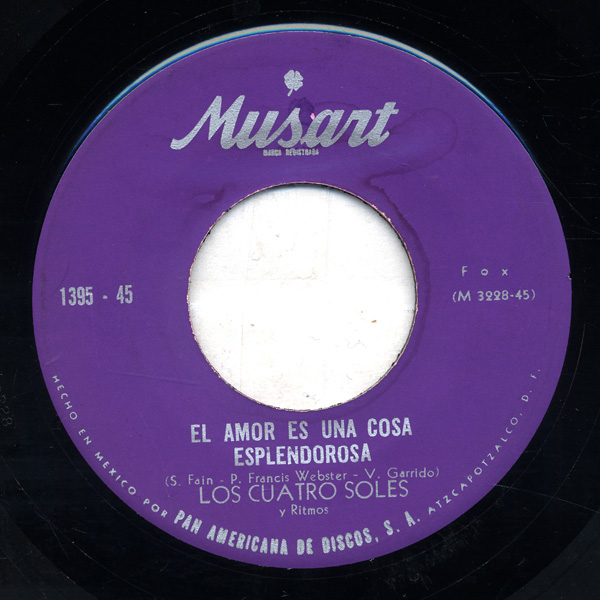 Musart
MARCA REGISTRADA
1395 - 45
Fox
(M 3228-45)
EL AMOR ES UNA COSA
ESPLENDOROSA
(S. Fain - P. Francis Webster - V. Garrido)
LOS CUATRO SOLES
y Ritmos
HECHO EN MEXICO POR PAN AMERICANA DE DISCOS, S. A. ATZCAPOTZALCO, D. F.